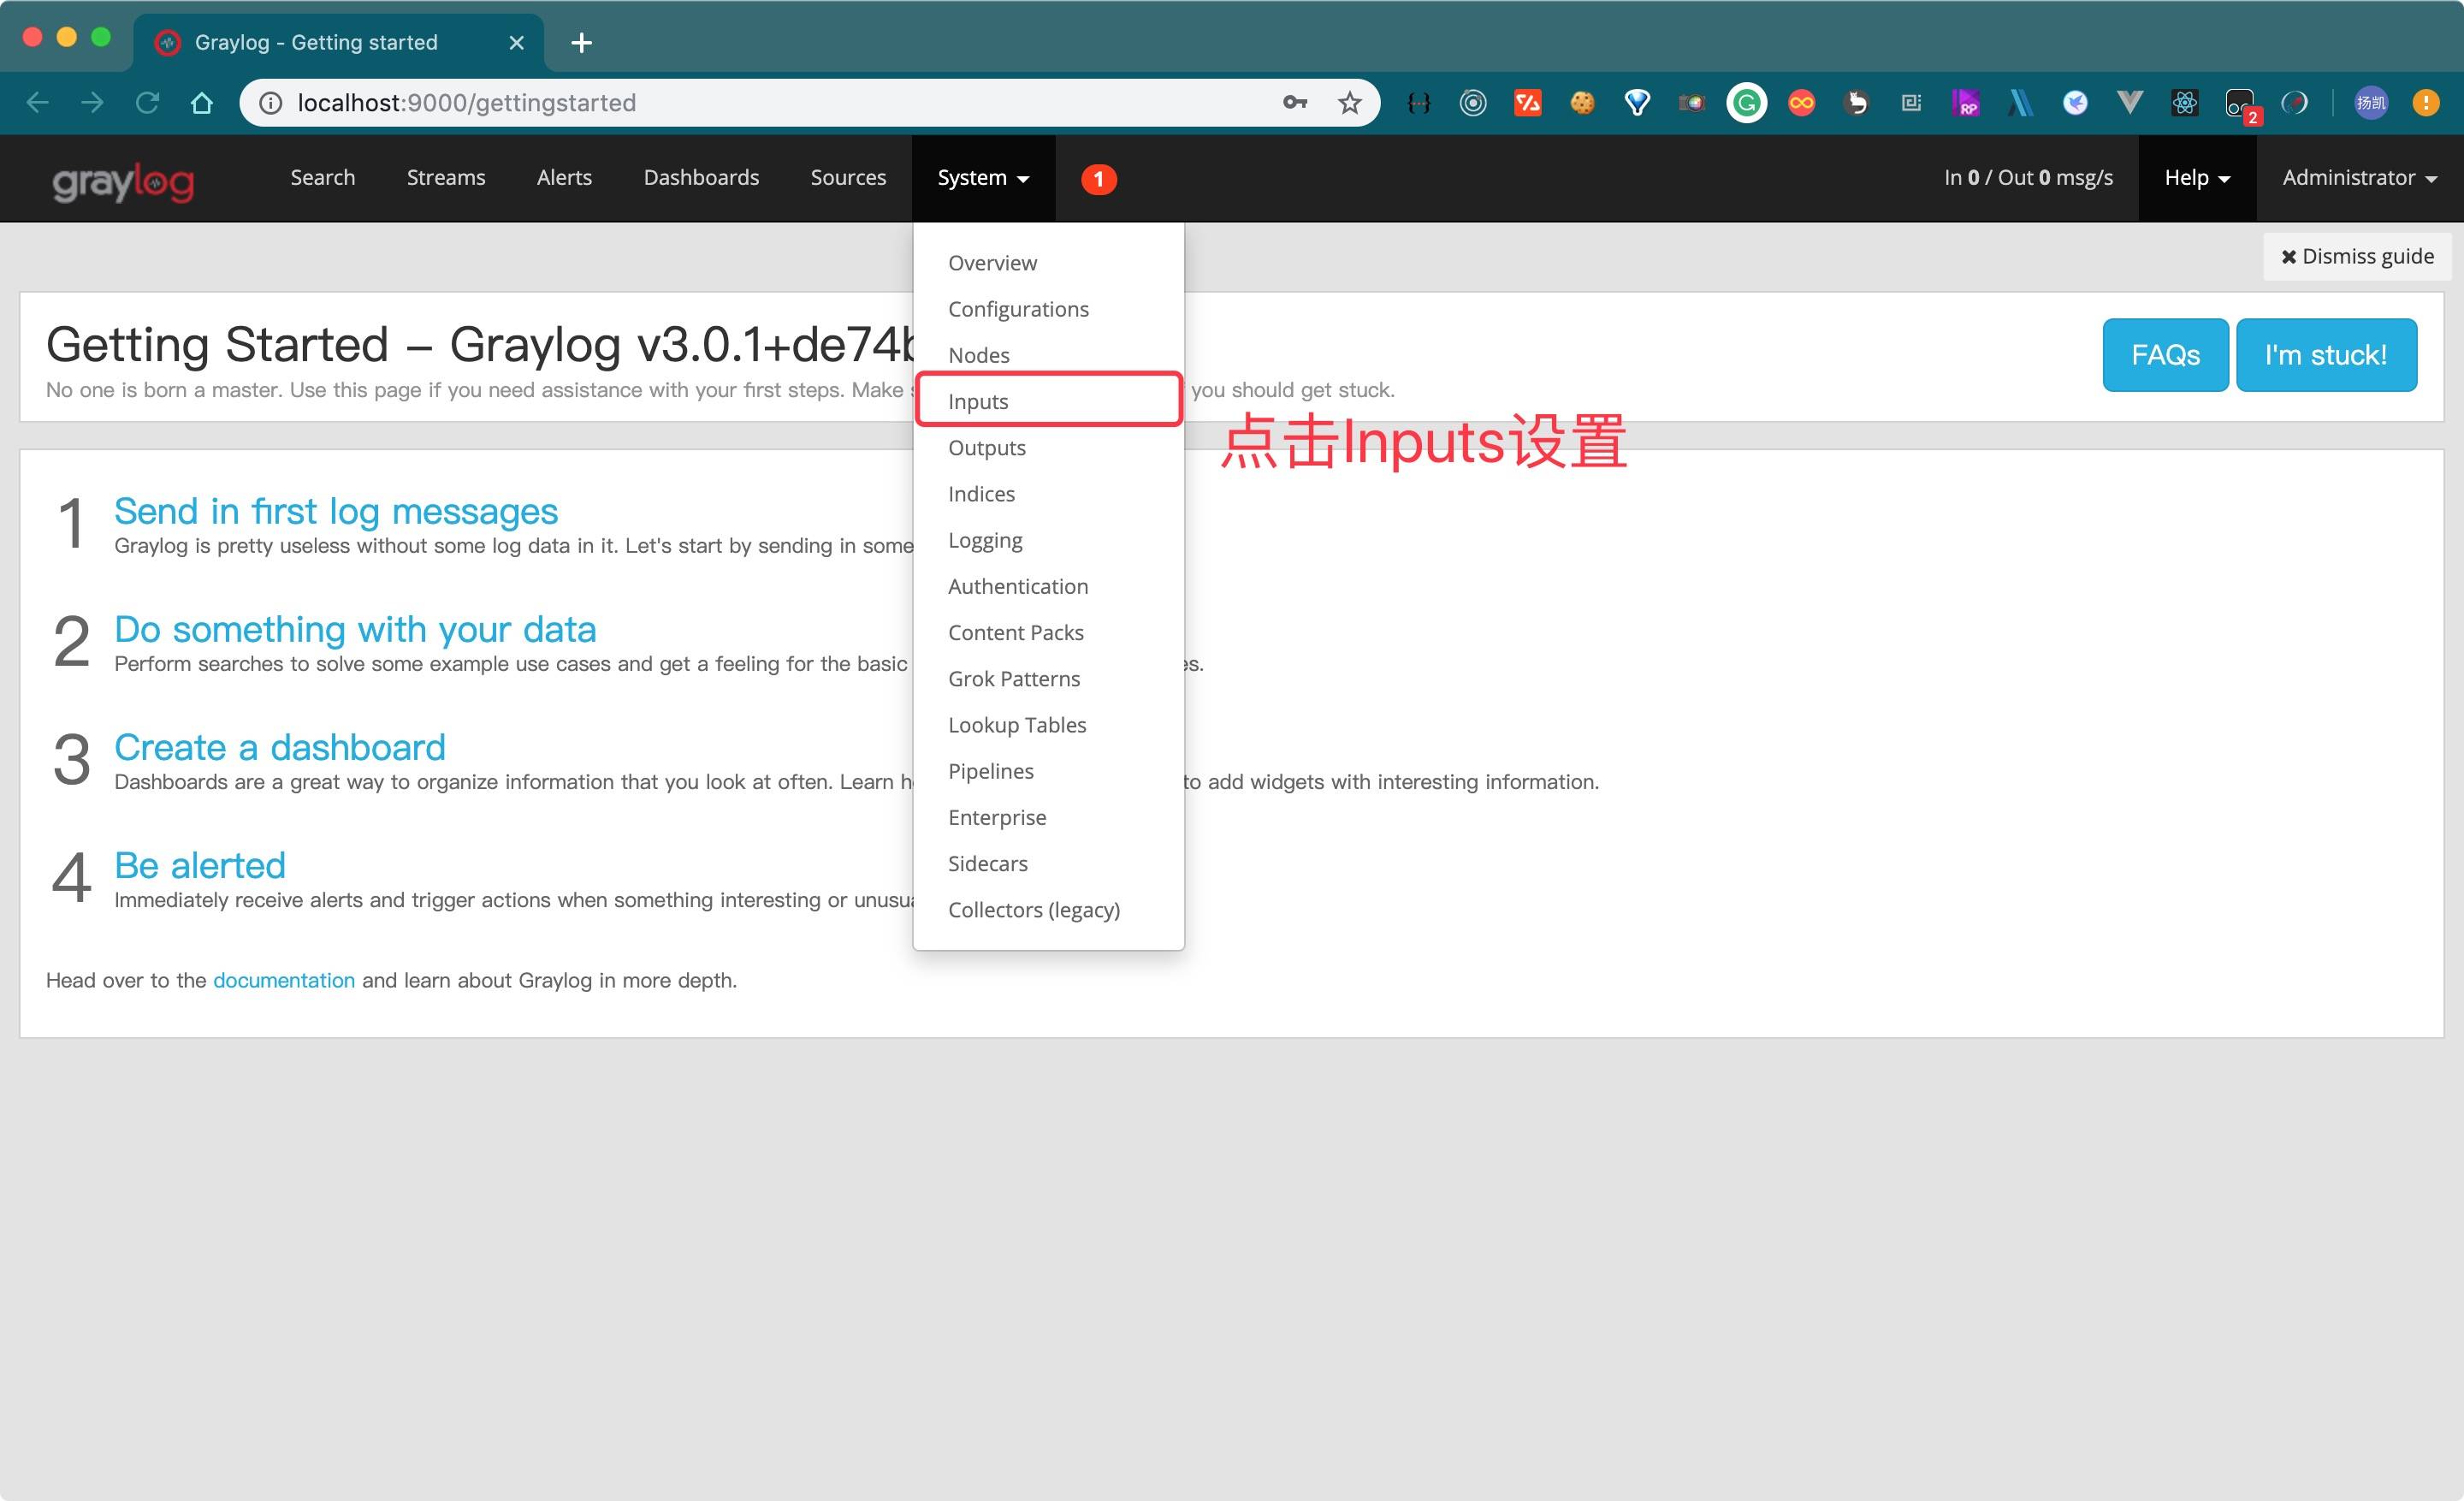 Graylog - Getting started
localhost:9000/gettingstarted
RP
2
扬凯
graylog
Search
Streams
Alerts
Dashboards
Sources
System
1
In 0 / Out 0 msg/s
Help
Administrator
Dismiss guide
Overview
Configurations
Nodes
Inputs
Outputs
Indices
Logging
Authentication
Content Packs
Grok Patterns
Lookup Tables
Pipelines
Enterprise
Sidecars
Collectors (legacy)
点击Inputs设置
Getting Started – Graylog v3.0.1+de74b
No one is born a master. Use this page if you need assistance with your first steps. Make you should get stuck.
FAQs
I'm stuck!
1
Send in first log messages
Graylog is pretty useless without some log data in it. Let's start by sending in some
2
Do something with your data
Perform searches to solve some example use cases and get a feeling for the basic es.
3
Create a dashboard
Dashboards are a great way to organize information that you look at often. Learn h to add widgets with interesting information.
4
Be alerted
Immediately receive alerts and trigger actions when something interesting or unusu
Head over to the documentation and learn about Graylog in more depth.